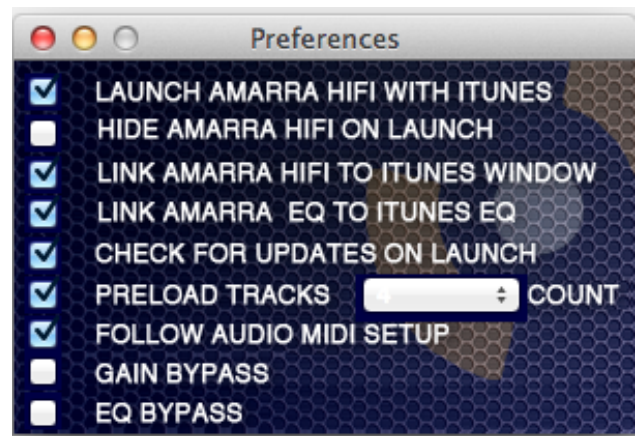 Preferences
LAUNCH AMARRA HIFI WITH ITUNES
HIDE AMARRA HIFI ON LAUNCH
LINK AMARRA HIFI TO ITUNES WINDOW
LINK AMARRA EQ TO ITUNES EQ
CHECK FOR UPDATES ON LAUNCH
PRELOAD TRACKS 4 COUNT
FOLLOW AUDIO MIDI SETUP
GAIN BYPASS
EQ BYPASS